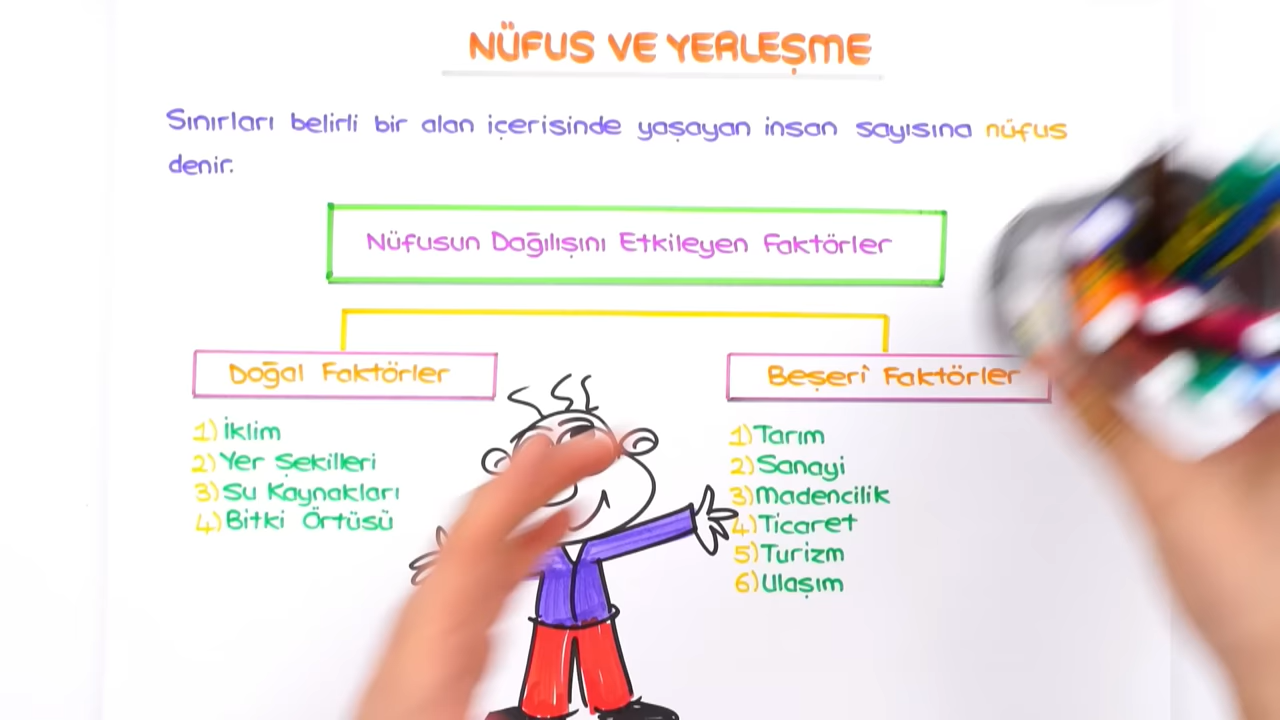 NÜFUS VE YERLEŞME
Sınırları belirli bir alan içerisinde yaşayan insan sayısına nüfus
denir.
Nüfusun Dağılışını Etkileyen Faktörler
Doğal Faktörler
1) İklim
2) Yer Şekilleri
3) Su Kaynakları
4) Bitki Örtüsü
Beşerî Faktörler
1) Tarım
2) Sanayi
3) Madencilik
4) Ticaret
5) Turizm
6) Ulaşım